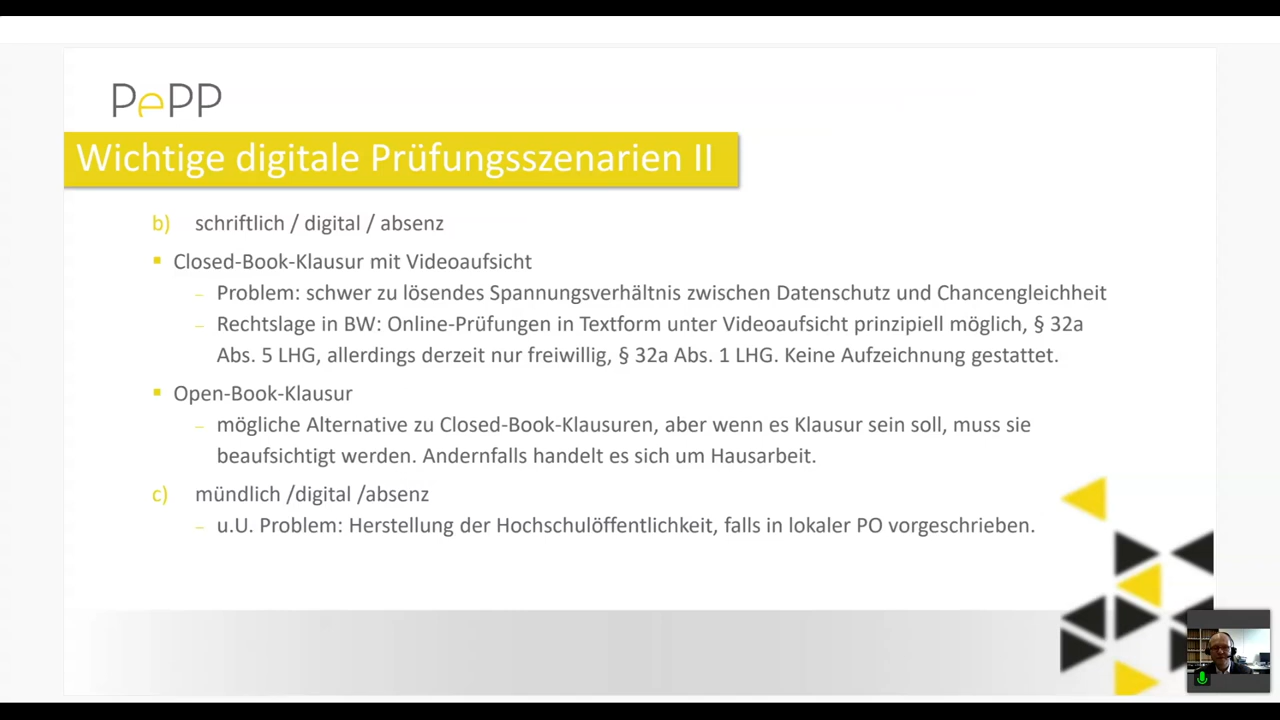 PePP
Wichtige digitale Prüfungsszenarien II
b) schriftlich / digital / absenz
▪ Closed-Book-Klausur mit Videoaufsicht
– Problem: schwer zu lösendes Spannungsverhältnis zwischen Datenschutz und Chancengleichheit
– Rechtslage in BW: Online-Prüfungen in Textform unter Videoaufsicht prinzipiell möglich, § 32a
Abs. 5 LHG, allerdings derzeit nur freiwillig, § 32a Abs. 1 LHG. Keine Aufzeichnung gestattet.
▪ Open-Book-Klausur
– mögliche Alternative zu Closed-Book-Klausuren, aber wenn es Klausur sein soll, muss sie
beaufsichtigt werden. Andernfalls handelt es sich um Hausarbeit.
c) mündlich /digital /absenz
– u.U. Problem: Herstellung der Hochschulöffentlichkeit, falls in lokaler PO vorgeschrieben.